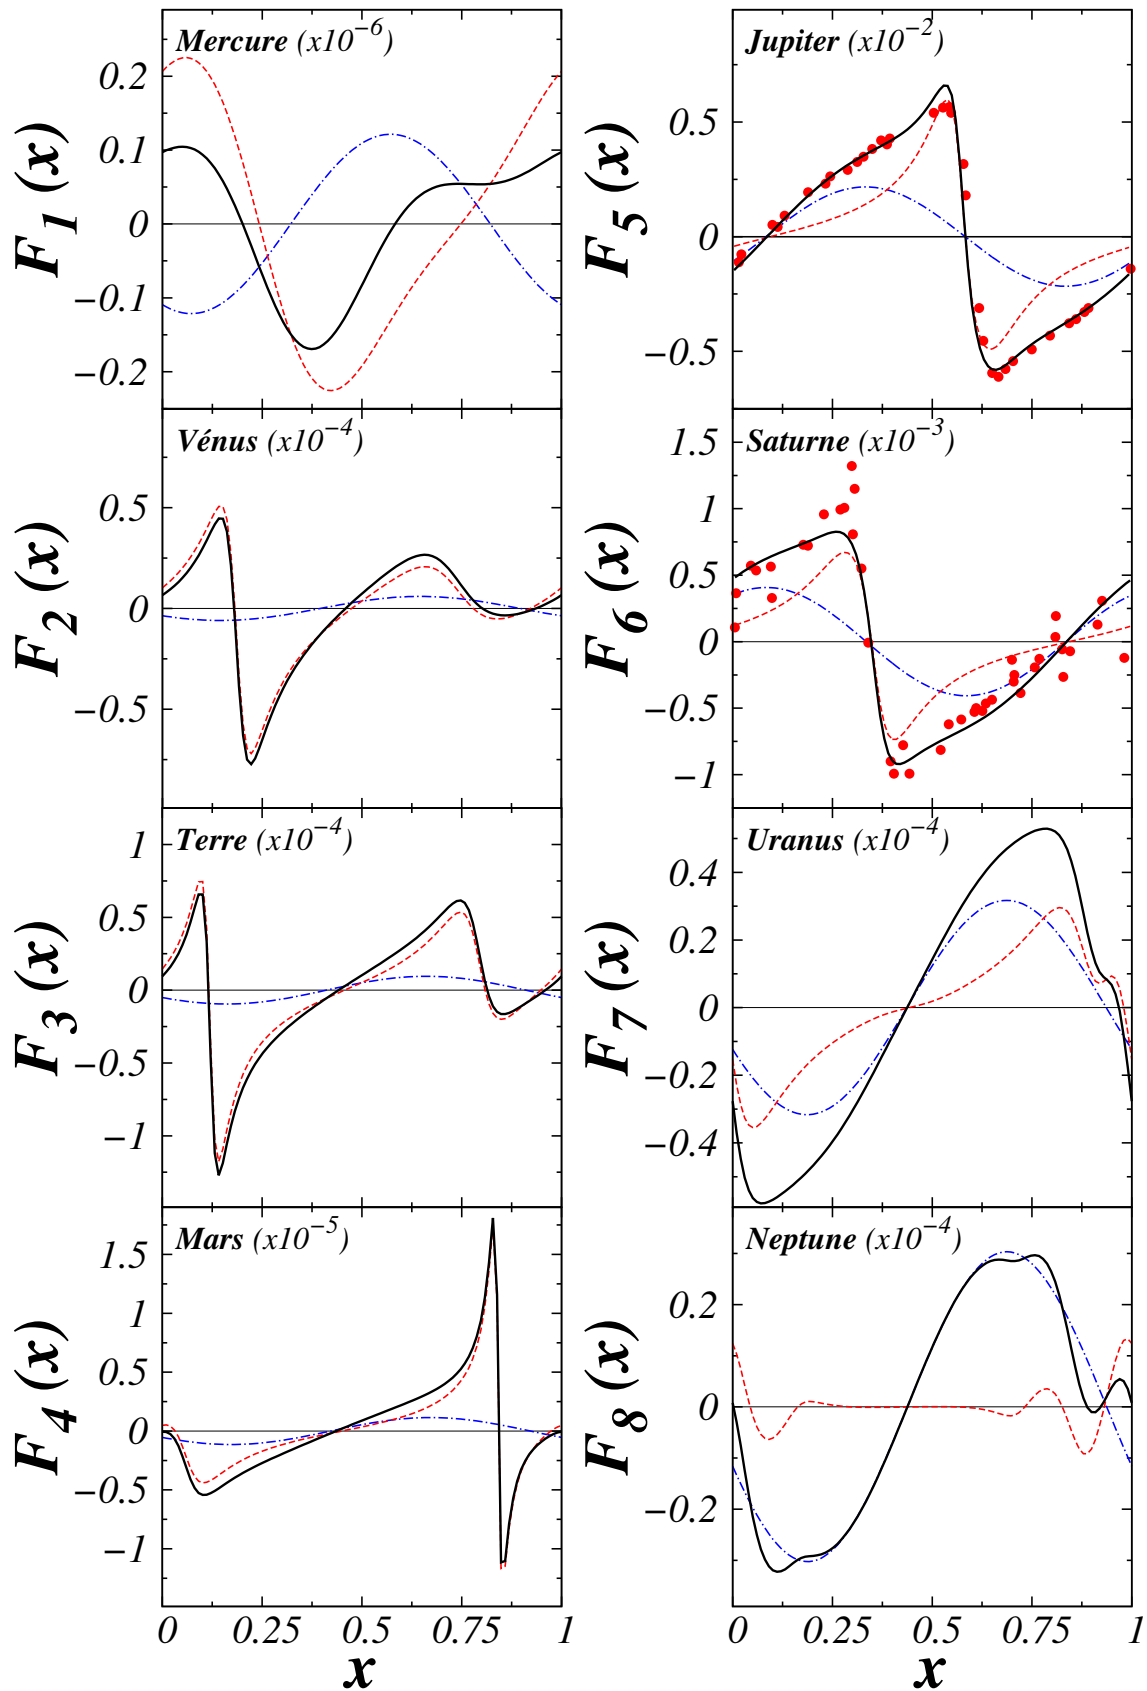 Mercure (x10⁻⁶)
F₁ (x)
0.2
0.1
0
−0.1
−0.2
Vénus (x10⁻⁴)
F₂ (x)
0.5
0
−0.5
Terre (x10⁻⁴)
F₃ (x)
1
0.5
0
−0.5
−1
Mars (x10⁻⁵)
F₄ (x)
1.5
1
0.5
0
−0.5
−1
0 0.25 0.5 0.75 1
x
Jupiter (x10⁻²)
F₅ (x)
0.5
0
−0.5
Saturne (x10⁻³)
F₆ (x)
1.5
1
0.5
0
−0.5
−1
Uranus (x10⁻⁴)
F₇ (x)
0.4
0.2
0
−0.2
−0.4
Neptune (x10⁻⁴)
F₈ (x)
0.2
0
−0.2
0 0.25 0.5 0.75 1
x